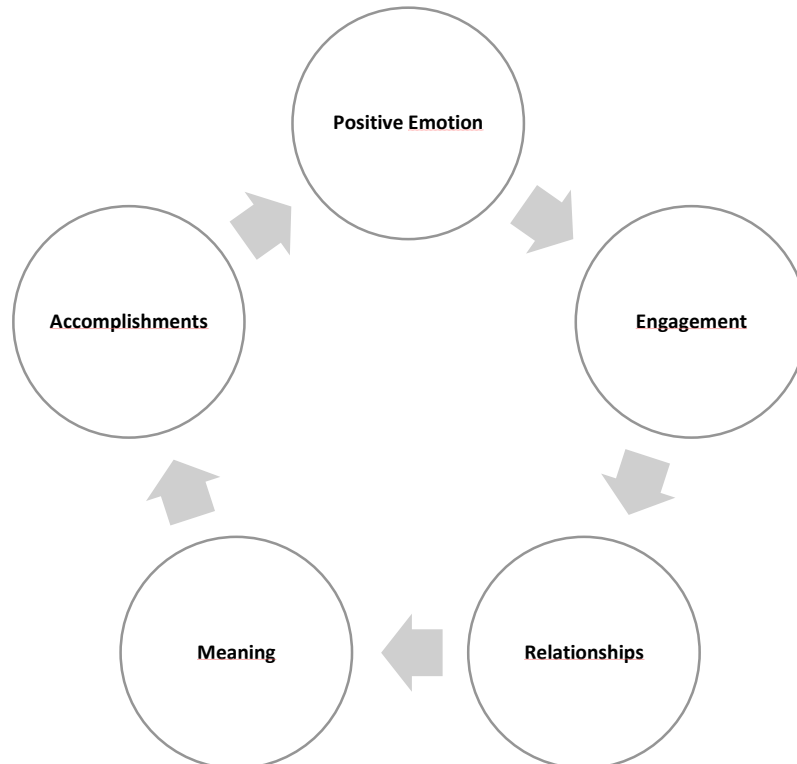 Positive Emotion
Engagement
Relationships
Meaning
Accomplishments